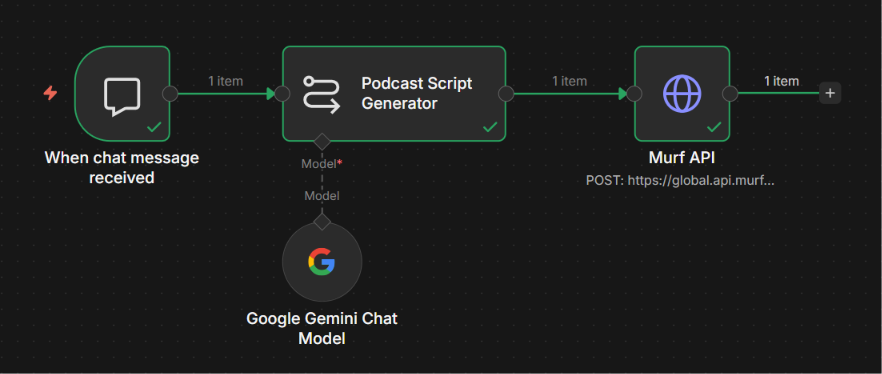 1 item
Podcast Script
Generator
1 item
1 item
When chat message
received
Model*
Model
Murf API
POST: https://global.api.murf...
Google Gemini Chat
Model